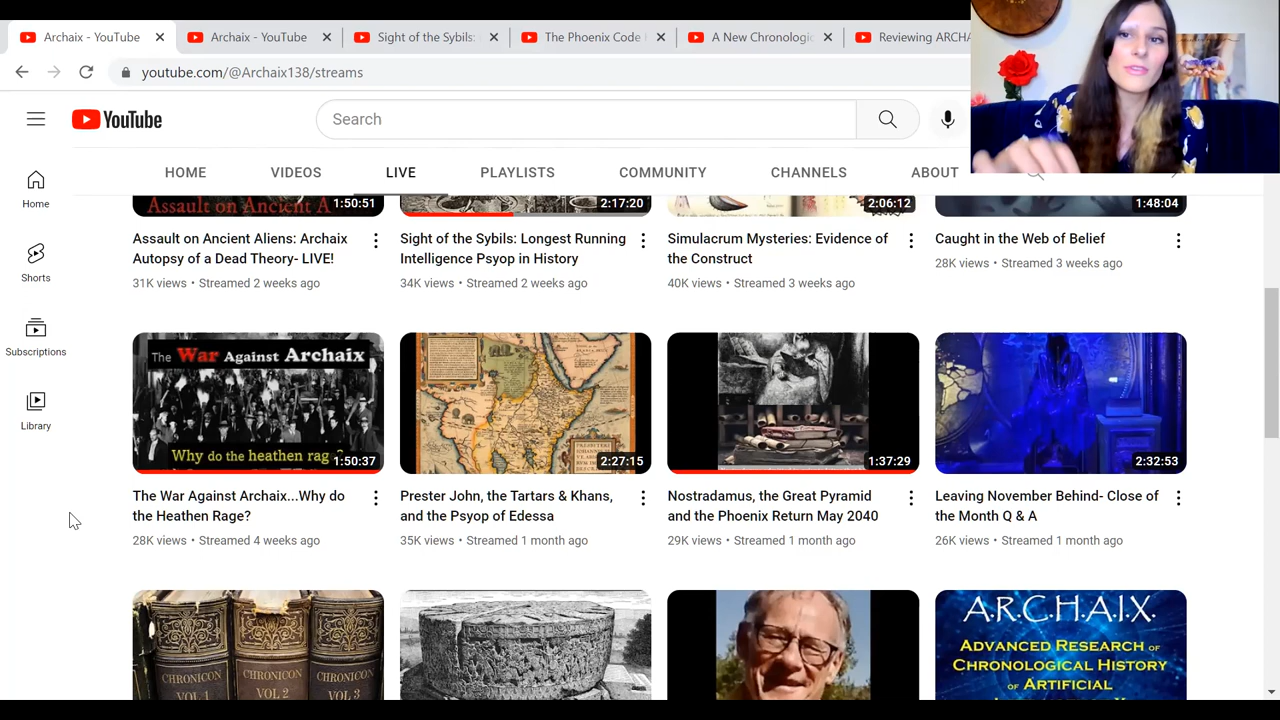 Archaix - YouTube
Archaix - YouTube
Sight of the Sybils:
The Phoenix Code
A New Chronologic
Reviewing ARCHA
youtube.com/@Archaix138/streams
YouTube
Search
HOME VIDEOS LIVE PLAYLISTS COMMUNITY CHANNELS ABOUT
Home
Shorts
Subscriptions
Library
Assault on Ancient A
1:50:51
2:17:20
2:06:12
1:48:04
Assault on Ancient Aliens: Archaix
Autopsy of a Dead Theory- LIVE!
31K views • Streamed 2 weeks ago
Sight of the Sybils: Longest Running
Intelligence Psyop in History
34K views • Streamed 2 weeks ago
Simulacrum Mysteries: Evidence of
the Construct
40K views • Streamed 3 weeks ago
Caught in the Web of Belief
28K views • Streamed 3 weeks ago
The War Against Archaix
Why do the heathen rag
1:50:37
2:27:15
1:37:29
2:32:53
The War Against Archaix...Why do
the Heathen Rage?
28K views • Streamed 4 weeks ago
Prester John, the Tartars & Khans,
and the Psyop of Edessa
35K views • Streamed 1 month ago
Nostradamus, the Great Pyramid
and the Phoenix Return May 2040
29K views • Streamed 1 month ago
Leaving November Behind- Close of
the Month Q & A
26K views • Streamed 1 month ago
CHRONICON
VOL 1
CHRONICON
VOL 2
CHRONICON
VOL 3
A.R.C.H.A.I.X.
ADVANCED RESEARCH OF
CHRONOLOGICAL HISTORY
OF ARTIFICIAL